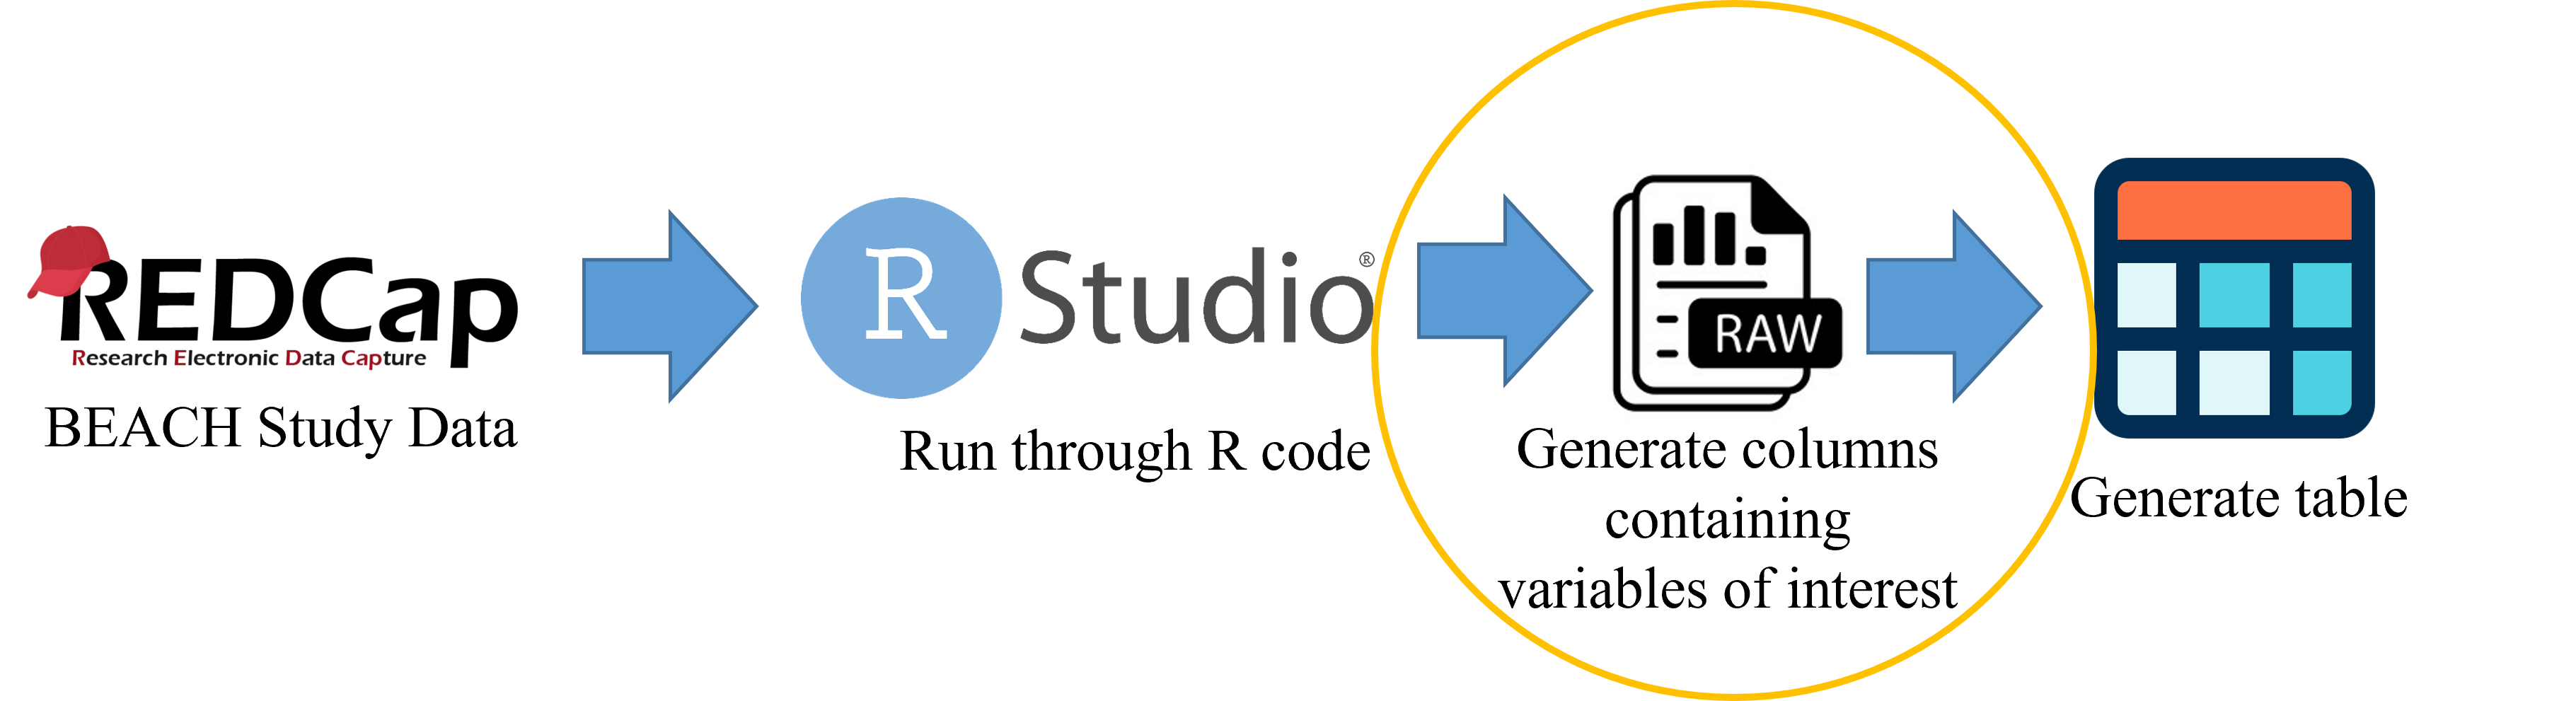 REDCap
Research Electronic Data Capture
BEACH Study Data
R Studio®
Run through R code
RAW
Generate columns
containing
variables of interest
Generate table